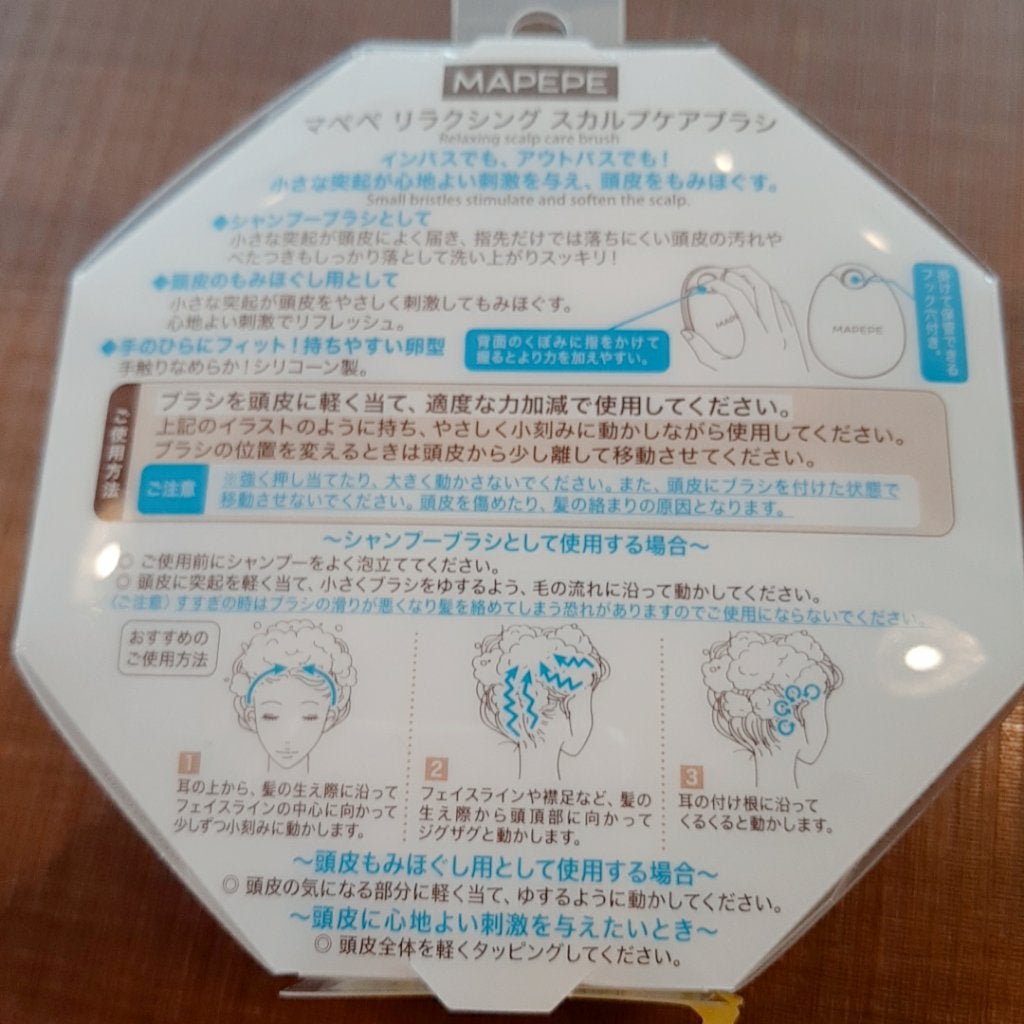 MAPEPE
マペペ リラクシング スカルプケアブラシ
Relaxing scalp care brush
インバスでも、アウトバスでも！
小さな突起が心地よい刺激を与え、頭皮をもみほぐす。
Small bristles stimulate and soften the scalp.
◆シャンプーブラシとして
小さな突起が頭皮によく届き、指先だけでは落ちにくい頭皮の汚れや
べたつきもしっかり落として洗い上がりスッキリ！
◆頭皮のもみほぐし用として
小さな突起が頭皮をやさしく刺激してもみほぐす。
心地よい刺激でリフレッシュ。
◆手のひらにフィット！持ちやすい卵型
手触りなめらか！シリコーン製。
背面のくぼみに指をかけて
握るとより力を加えやすい。
MAPEPE
掛けて保管できる
フック穴付き。
ご使用方法
ブラシを頭皮に軽く当て、適度な力加減で使用してください。
上記のイラストのように持ち、やさしく小刻みに動かしながら使用してください。
ブラシの位置を変えるときは頭皮から少し離して移動させてください。
ご注意
※強く押し当てたり、大きく動かさないでください。また、頭皮にブラシを付けた状態で
移動させないでください。頭皮を傷めたり、髪の絡まりの原因となります。
〜シャンプーブラシとして使用する場合〜
◎ ご使用前にシャンプーをよく泡立ててください。
◎ 頭皮に突起を軽く当て、小さくブラシをゆするよう、毛の流れに沿って動かしてください。
（ご注意）すすぎの時はブラシの滑りが悪くなり髪を絡めてしまう恐れがありますのでご使用にならないでください。
おすすめの
ご使用方法
1
耳の上から、髪の生え際に沿って
フェイスラインの中心に向かって
少しずつ小刻みに動かします。
2
フェイスラインや襟足など、髪の
生え際から頭頂部に向かって
ジグザグと動かします。
3
耳の付け根に沿って
くるくると動かします。
〜頭皮もみほぐし用として使用する場合〜
◎ 頭皮の気になる部分に軽く当て、ゆするように動かしてください。
〜頭皮に心地よい刺激を与えたいとき〜
◎ 頭皮全体を軽くタッピングしてください。